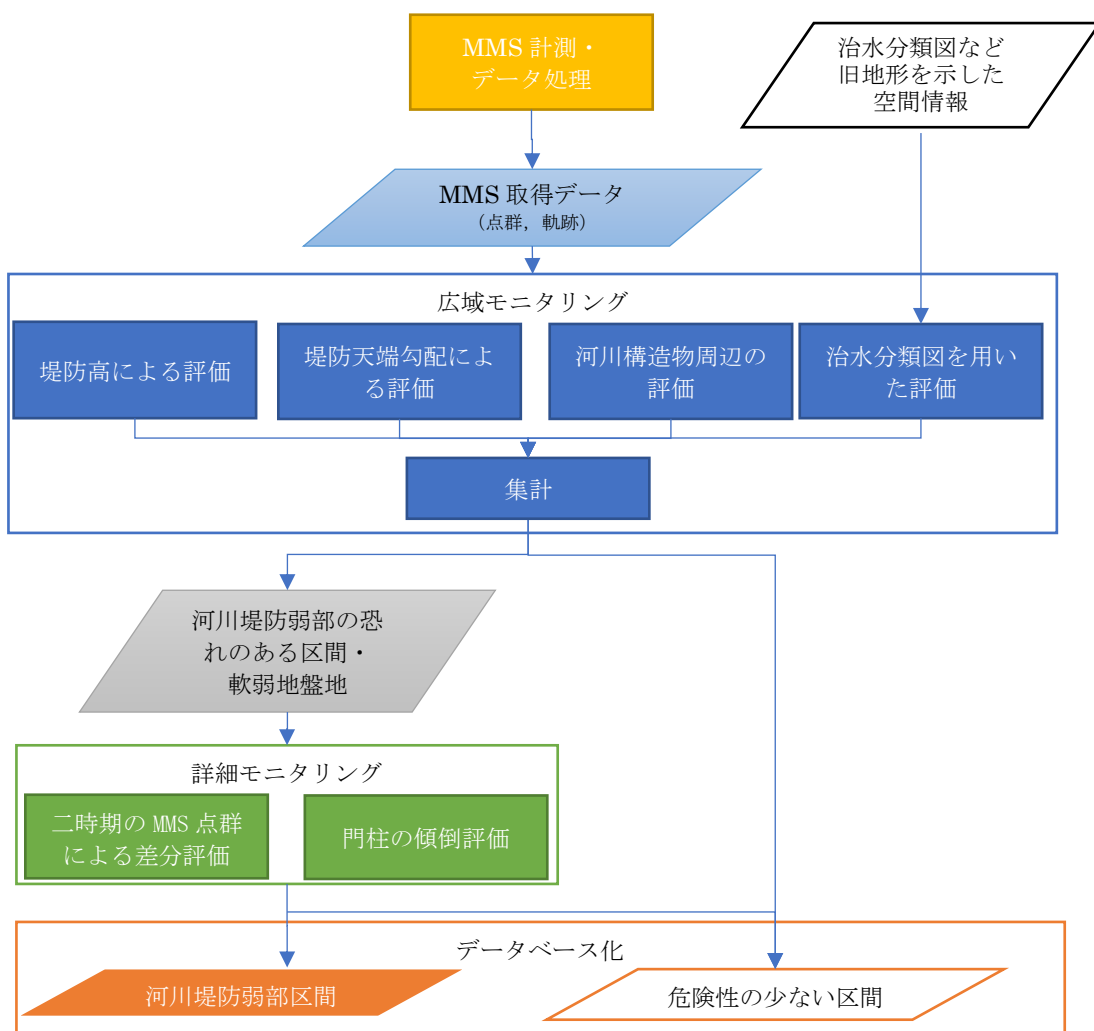 MMS 計測・
データ処理
治水分類図など
旧地形を示した
空間情報
MMS 取得データ
(点群，軌跡)
広域モニタリング
堤防高による評価
堤防天端勾配によ
る評価
河川構造物周辺の
評価
治水分類図を用い
た評価
集計
河川堤防弱部の恐
れのある区間・
軟弱地盤地
詳細モニタリング
二時期の MMS 点群
による差分評価
門柱の傾倒評価
データベース化
河川堤防弱部区間
危険性の少ない区間